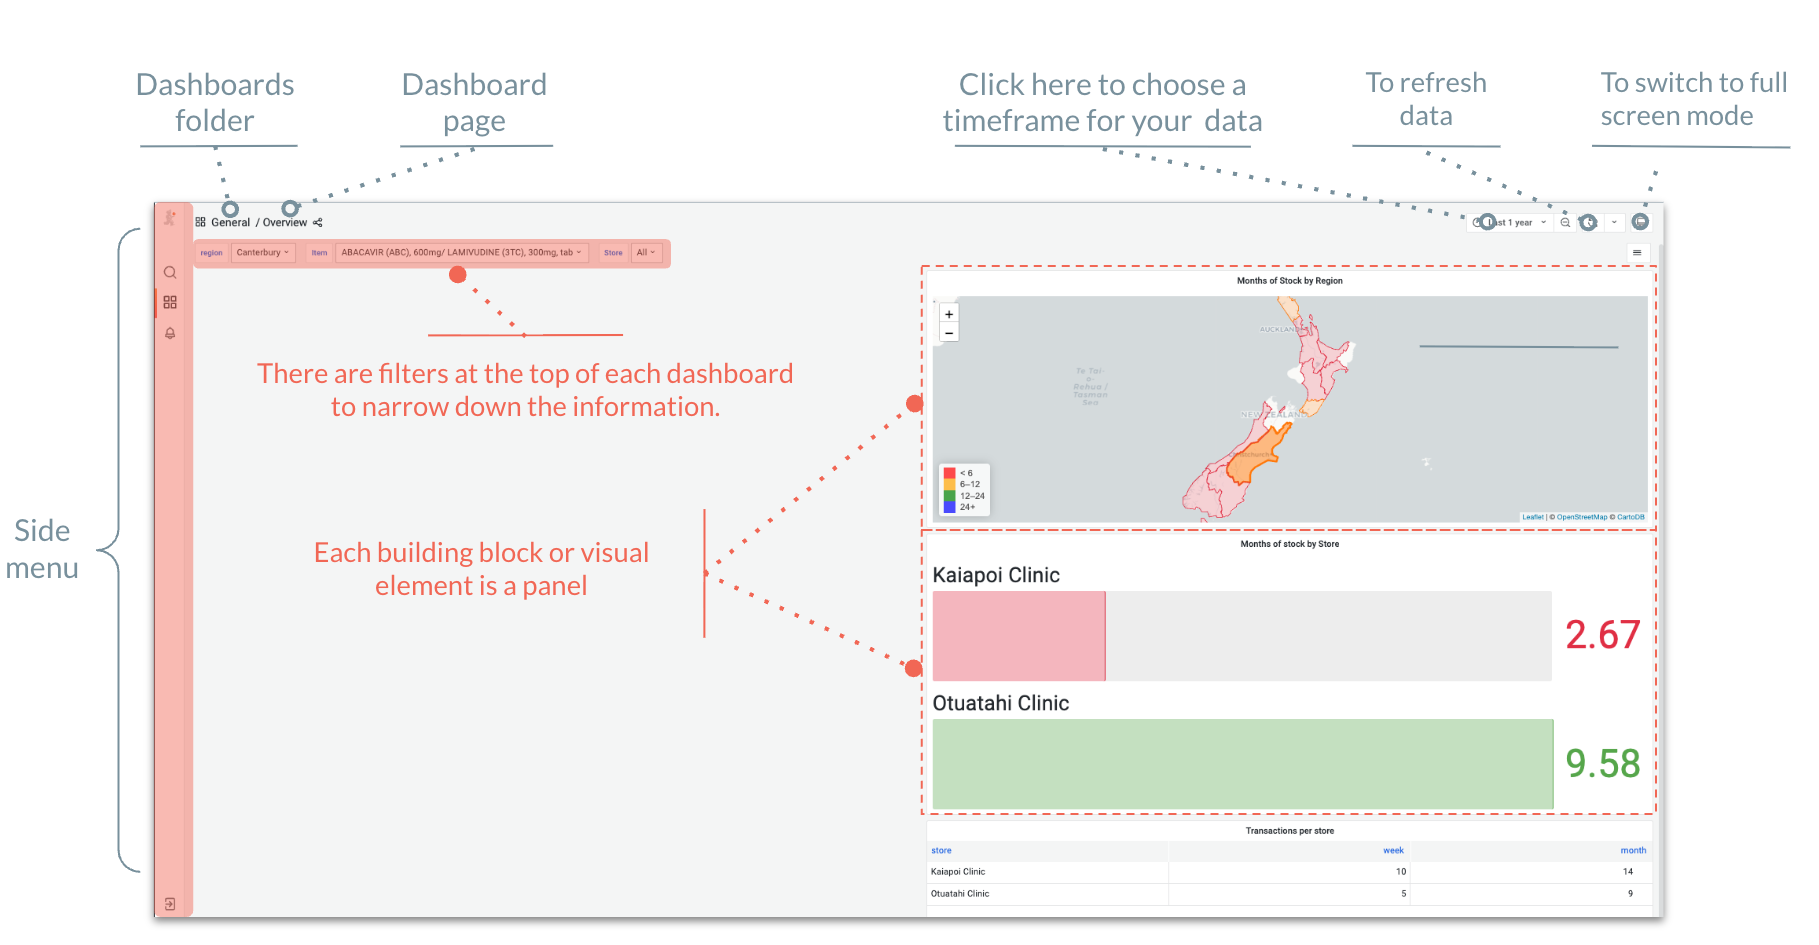 Dashboards
folder
Dashboard
page
Click here to choose a
timeframe for your data
To refresh
data
To switch to full
screen mode
General / Overview
Last 1 year
region Canterbury Item ABACAVIR (ABC), 600mg/ LAMIVUDINE (3TC), 300mg, tab Store All
There are filters at the top of each dashboard
to narrow down the information.
Side
menu
Each building block or visual
element is a panel
Months of Stock by Region
+
−
AUCKLAND
Te Tai-
o-
Rehua /
Tasman
Sea
NEW ZEALAND
Christchurch
< 6
6–12
12–24
24+
Leaflet | © OpenStreetMap © CartoDB
Months of stock by Store
Kaiapoi Clinic
2.67
Otuatahi Clinic
9.58
Transactions per store
store week month
Kaiapoi Clinic 10 14
Otuatahi Clinic 5 9